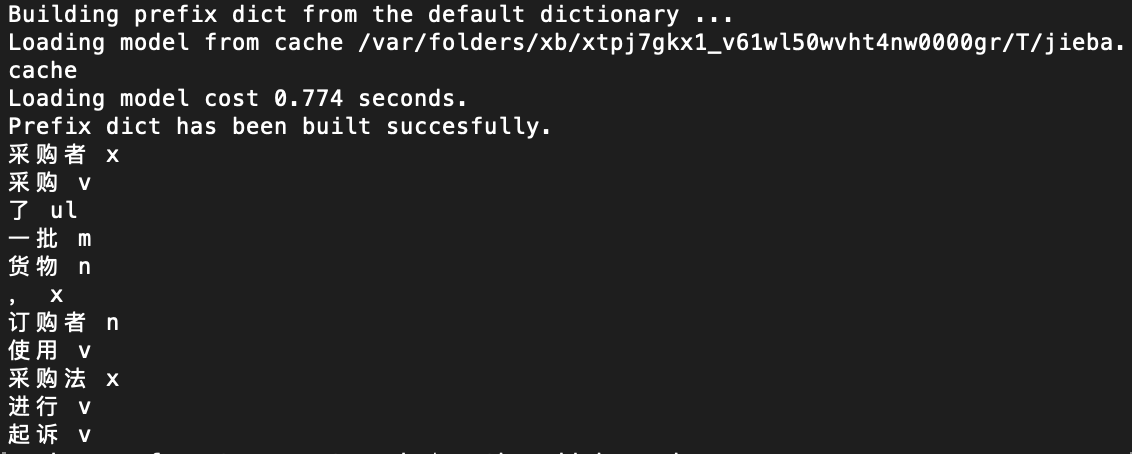 Building prefix dict from the default dictionary ...
Loading model from cache /var/folders/xb/xtpj7gkx1_v61wl50wvht4nw0000gr/T/jieba.
cache
Loading model cost 0.774 seconds.
Prefix dict has been built succesfully.
采购者 x
采购 v
了 ul
一批 m
货物 n
， x
订购者 n
使用 v
采购法 x
进行 v
起诉 v